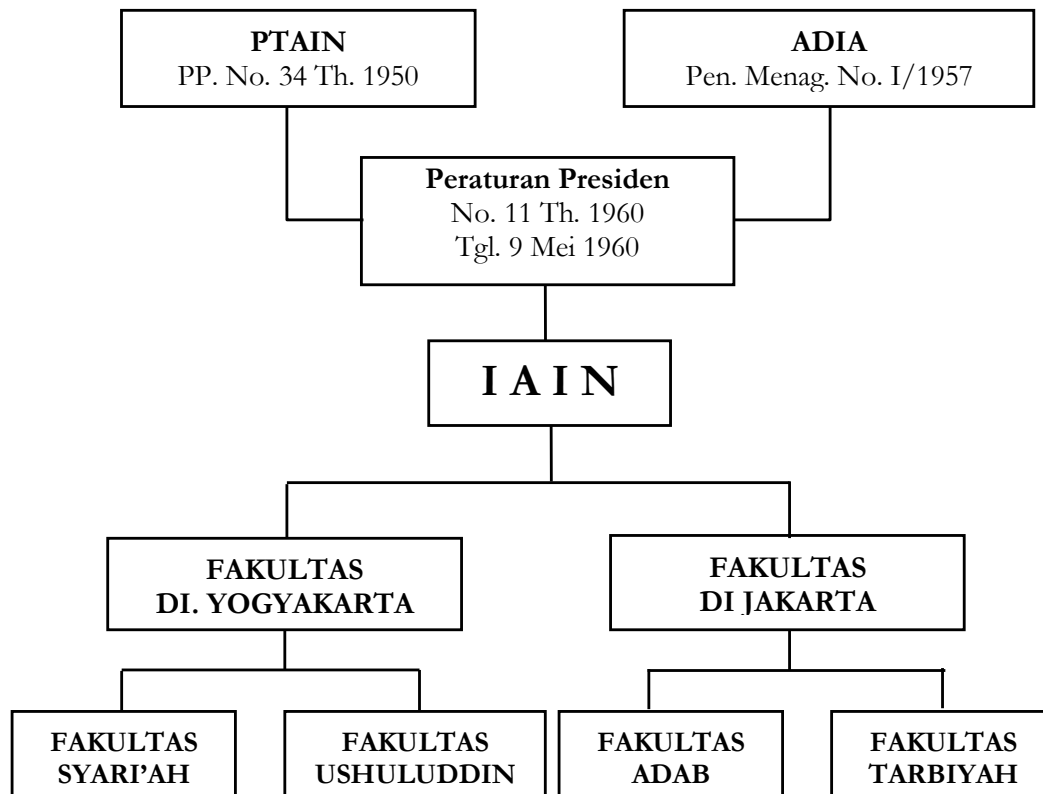 PTAIN
PP. No. 34 Th. 1950
ADIA
Pen. Menag. No. I/1957
Peraturan Presiden
No. 11 Th. 1960
Tgl. 9 Mei 1960
I A I N
FAKULTAS
DI. YOGYAKARTA
FAKULTAS
DI JAKARTA
FAKULTAS
SYARI’AH
FAKULTAS
USHULUDDIN
FAKULTAS
ADAB
FAKULTAS
TARBIYAH